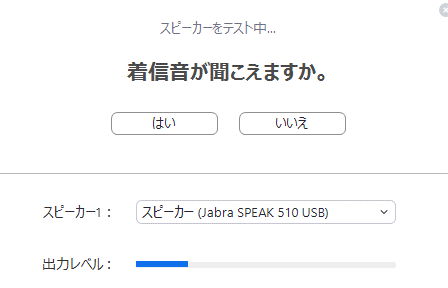 スピーカーをテスト中...
着信音が聞こえますか。
はい いいえ
スピーカー1： スピーカー (Jabra SPEAK 510 USB)
出力レベル：